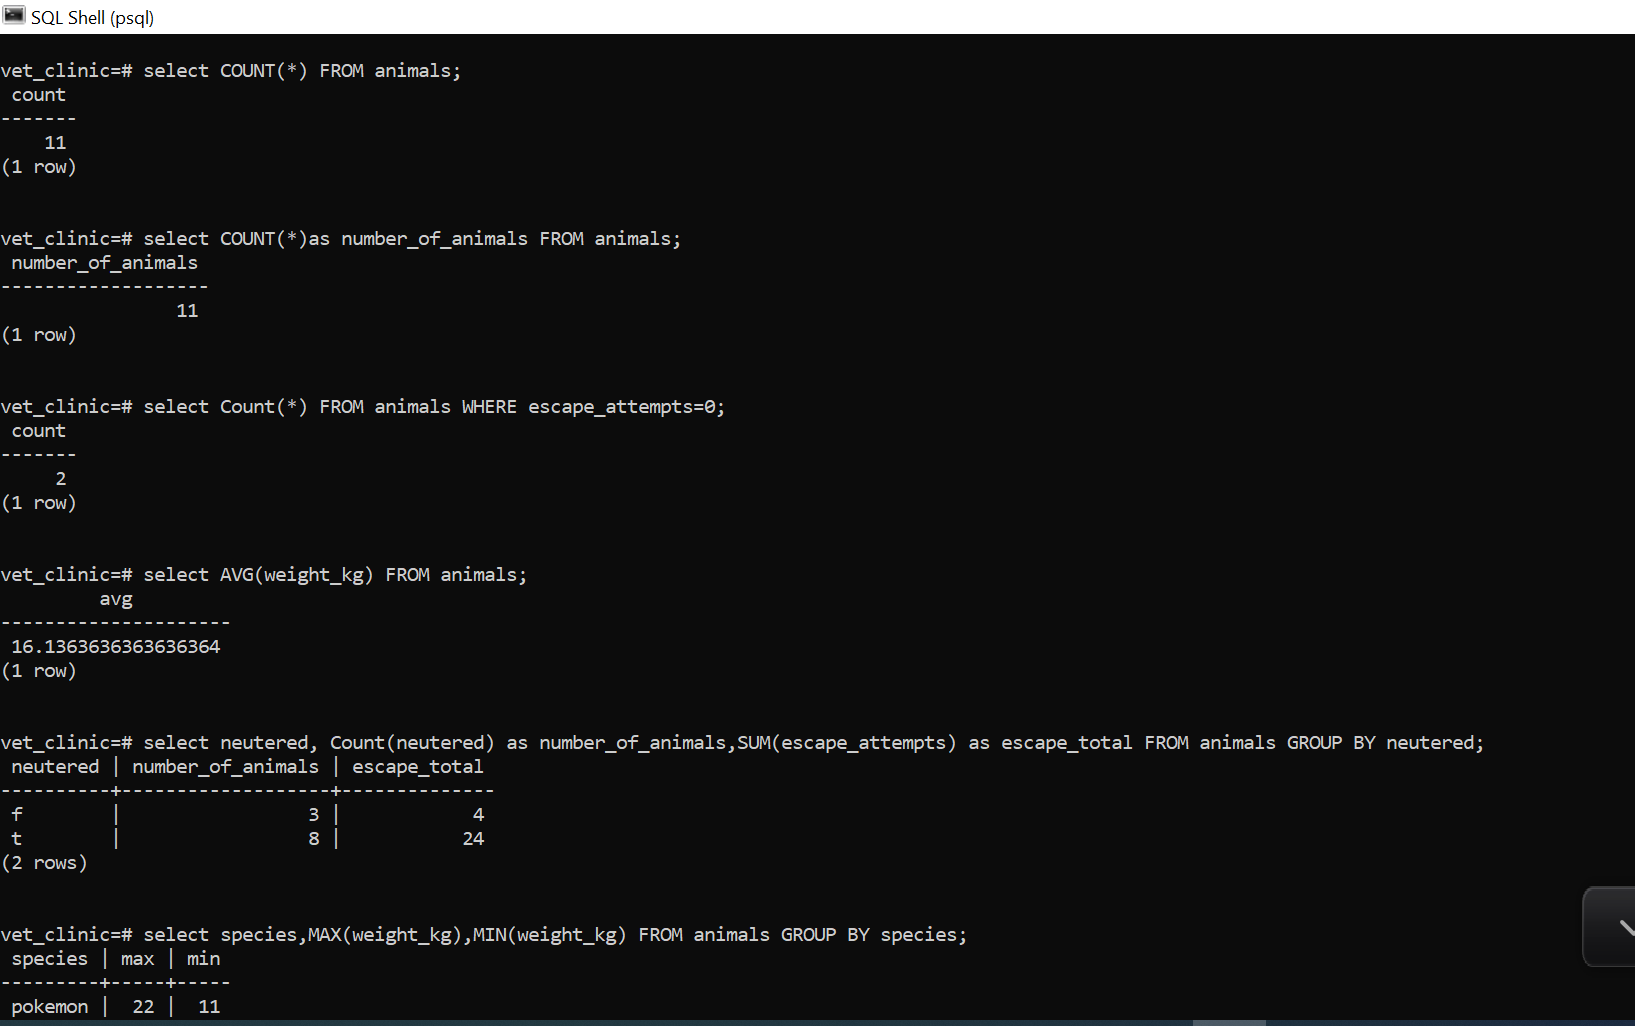 SQL Shell (psql)
vet_clinic=# select COUNT(*) FROM animals;
 count
-------
    11
(1 row)
vet_clinic=# select COUNT(*)as number_of_animals FROM animals;
 number_of_animals
-------------------
                11
(1 row)
vet_clinic=# select Count(*) FROM animals WHERE escape_attempts=0;
 count
-------
     2
(1 row)
vet_clinic=# select AVG(weight_kg) FROM animals;
         avg
---------------------
 16.1363636363636364
(1 row)
vet_clinic=# select neutered, Count(neutered) as number_of_animals,SUM(escape_attempts) as escape_total FROM animals GROUP BY neutered;
 neutered | number_of_animals | escape_total
----------+-------------------+--------------
 f        |                 3 |            4
 t        |                 8 |           24
(2 rows)
vet_clinic=# select species,MAX(weight_kg),MIN(weight_kg) FROM animals GROUP BY species;
 species | max | min
---------+-----+-----
 pokemon |  22 |  11